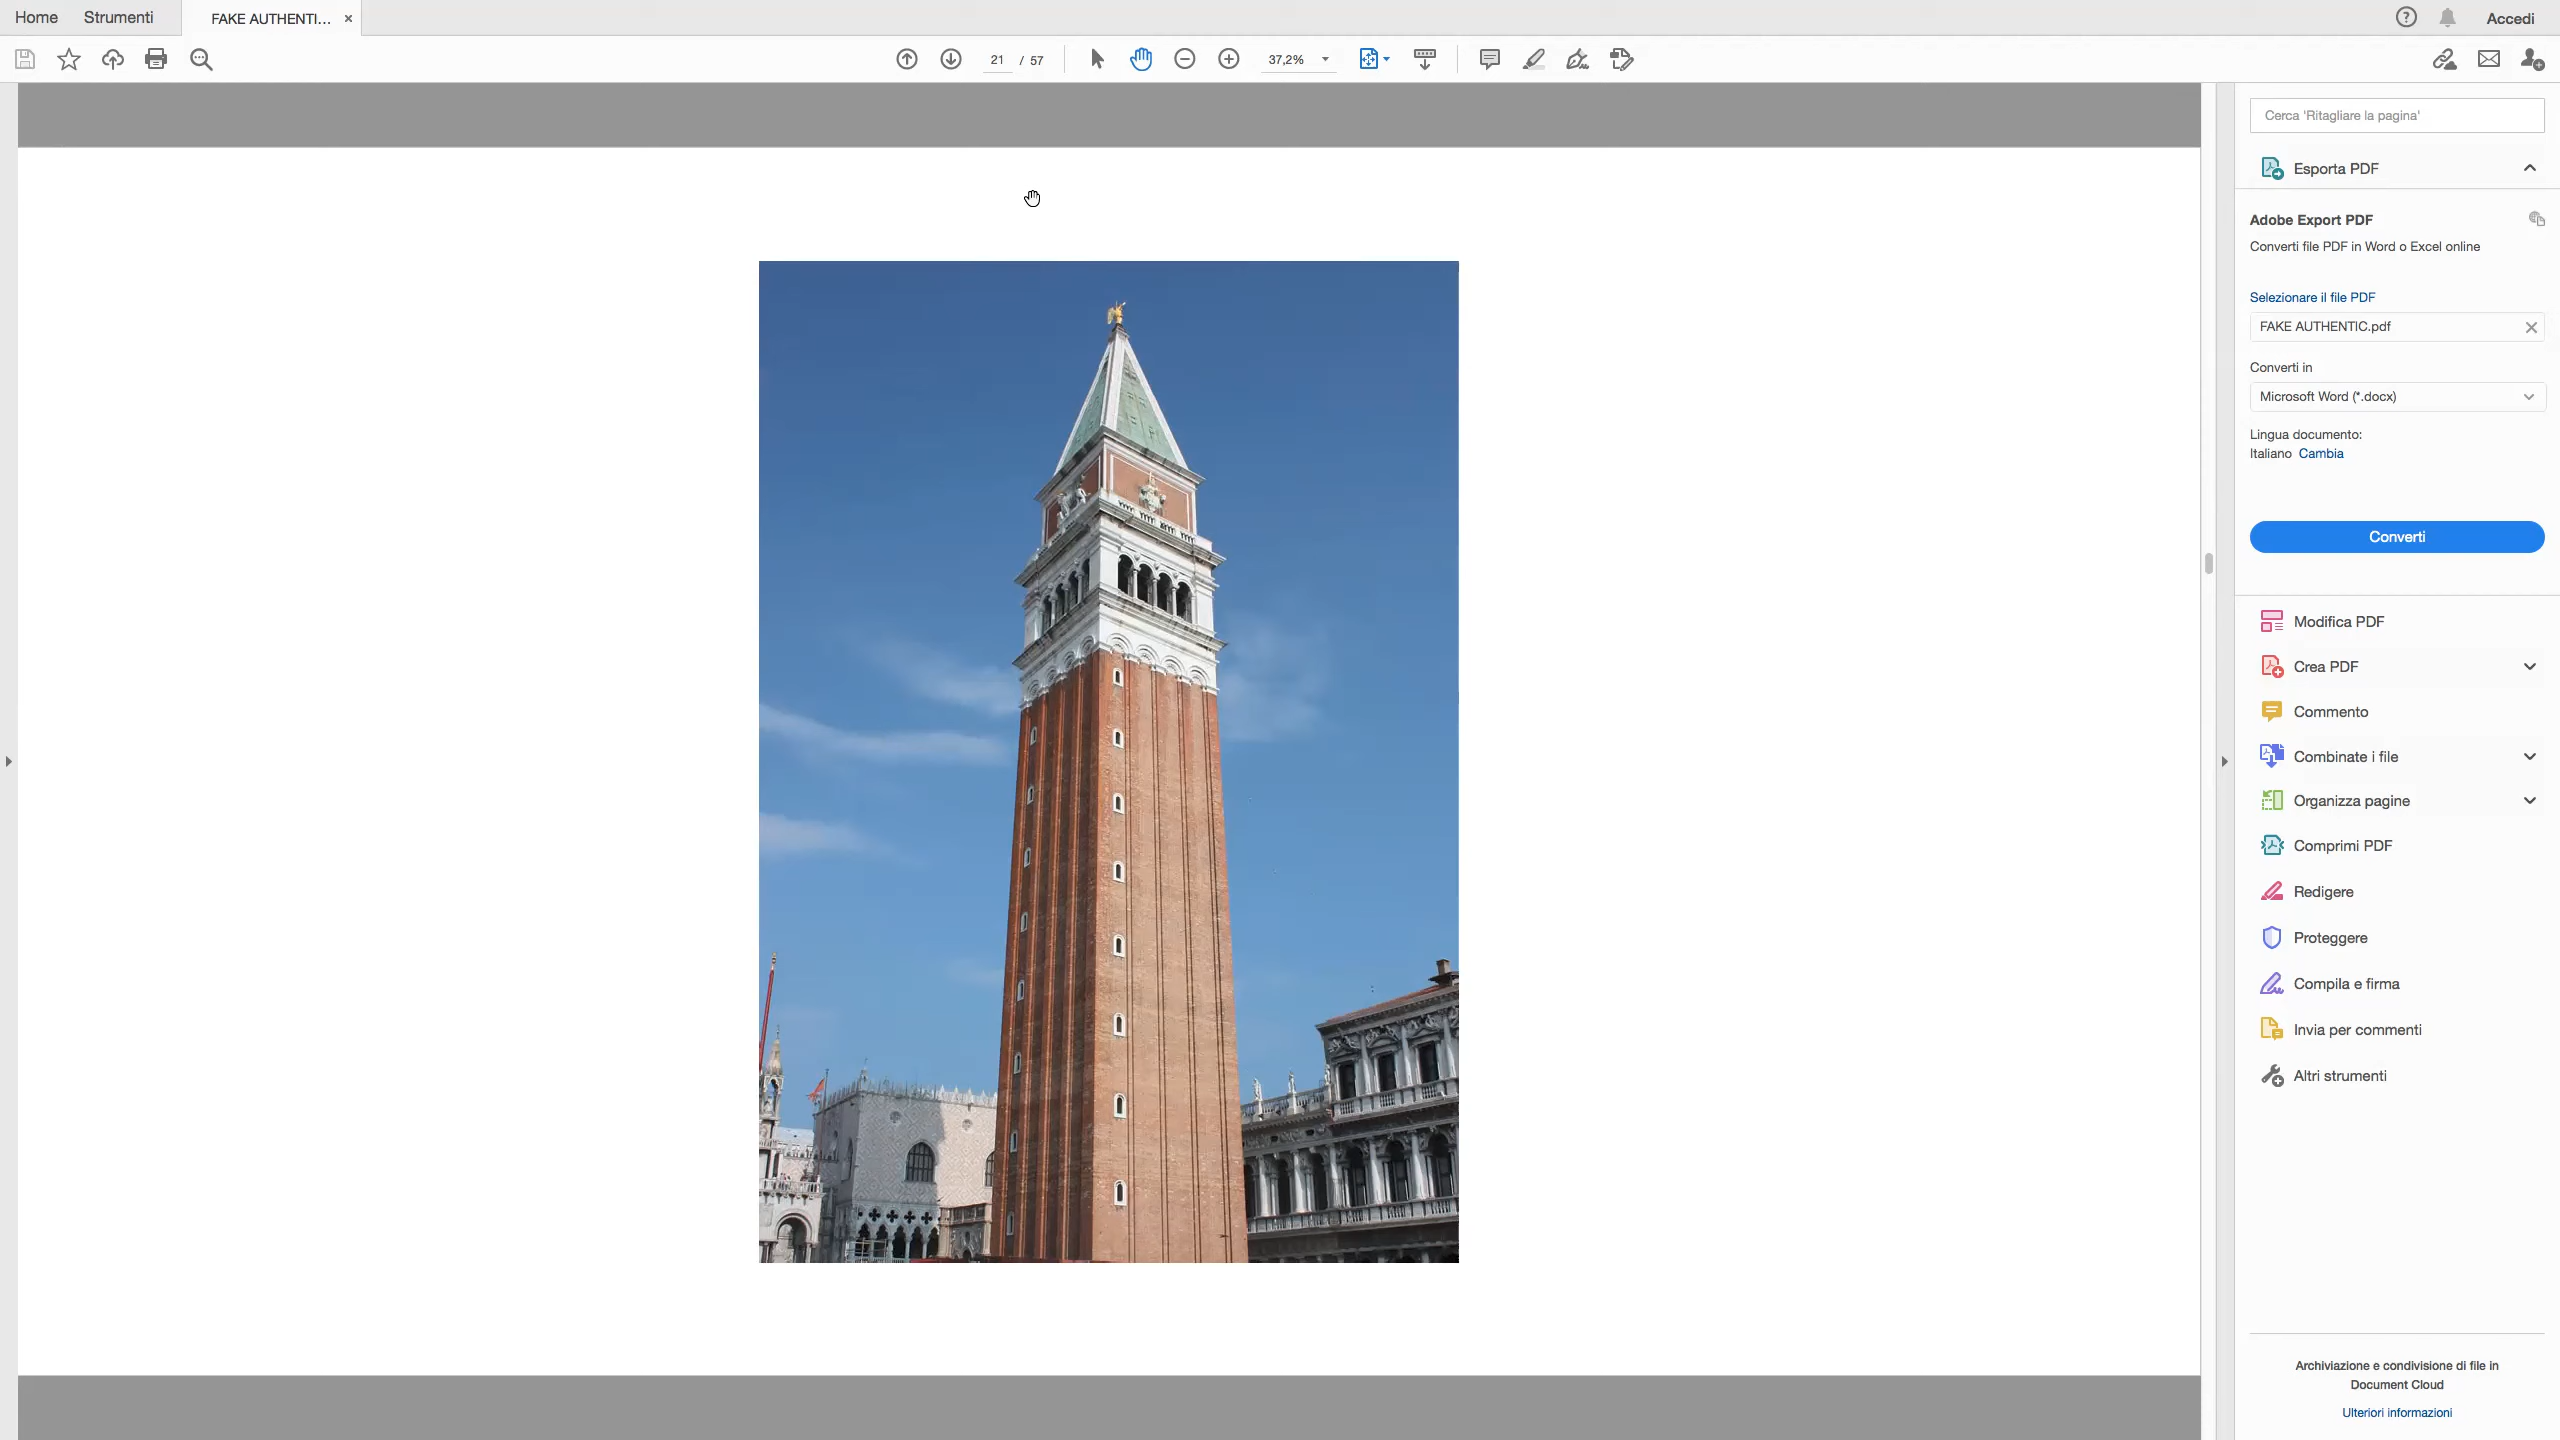 Home Strumenti FAKE AUTHENTI... × Accedi
21 / 57 37,2%
Cerca 'Ritagliare la pagina'
Esporta PDF
Adobe Export PDF
Converti file PDF in Word o Excel online
Selezionare il file PDF
FAKE AUTHENTIC.pdf
Converti in
Microsoft Word (*.docx)
Lingua documento:
Italiano Cambia
Converti
Modifica PDF
Crea PDF
Commento
Combinate i file
Organizza pagine
Comprimi PDF
Redigere
Proteggere
Compila e firma
Invia per commenti
Altri strumenti
Archiviazione e condivisione di file in
Document Cloud
Ulteriori informazioni